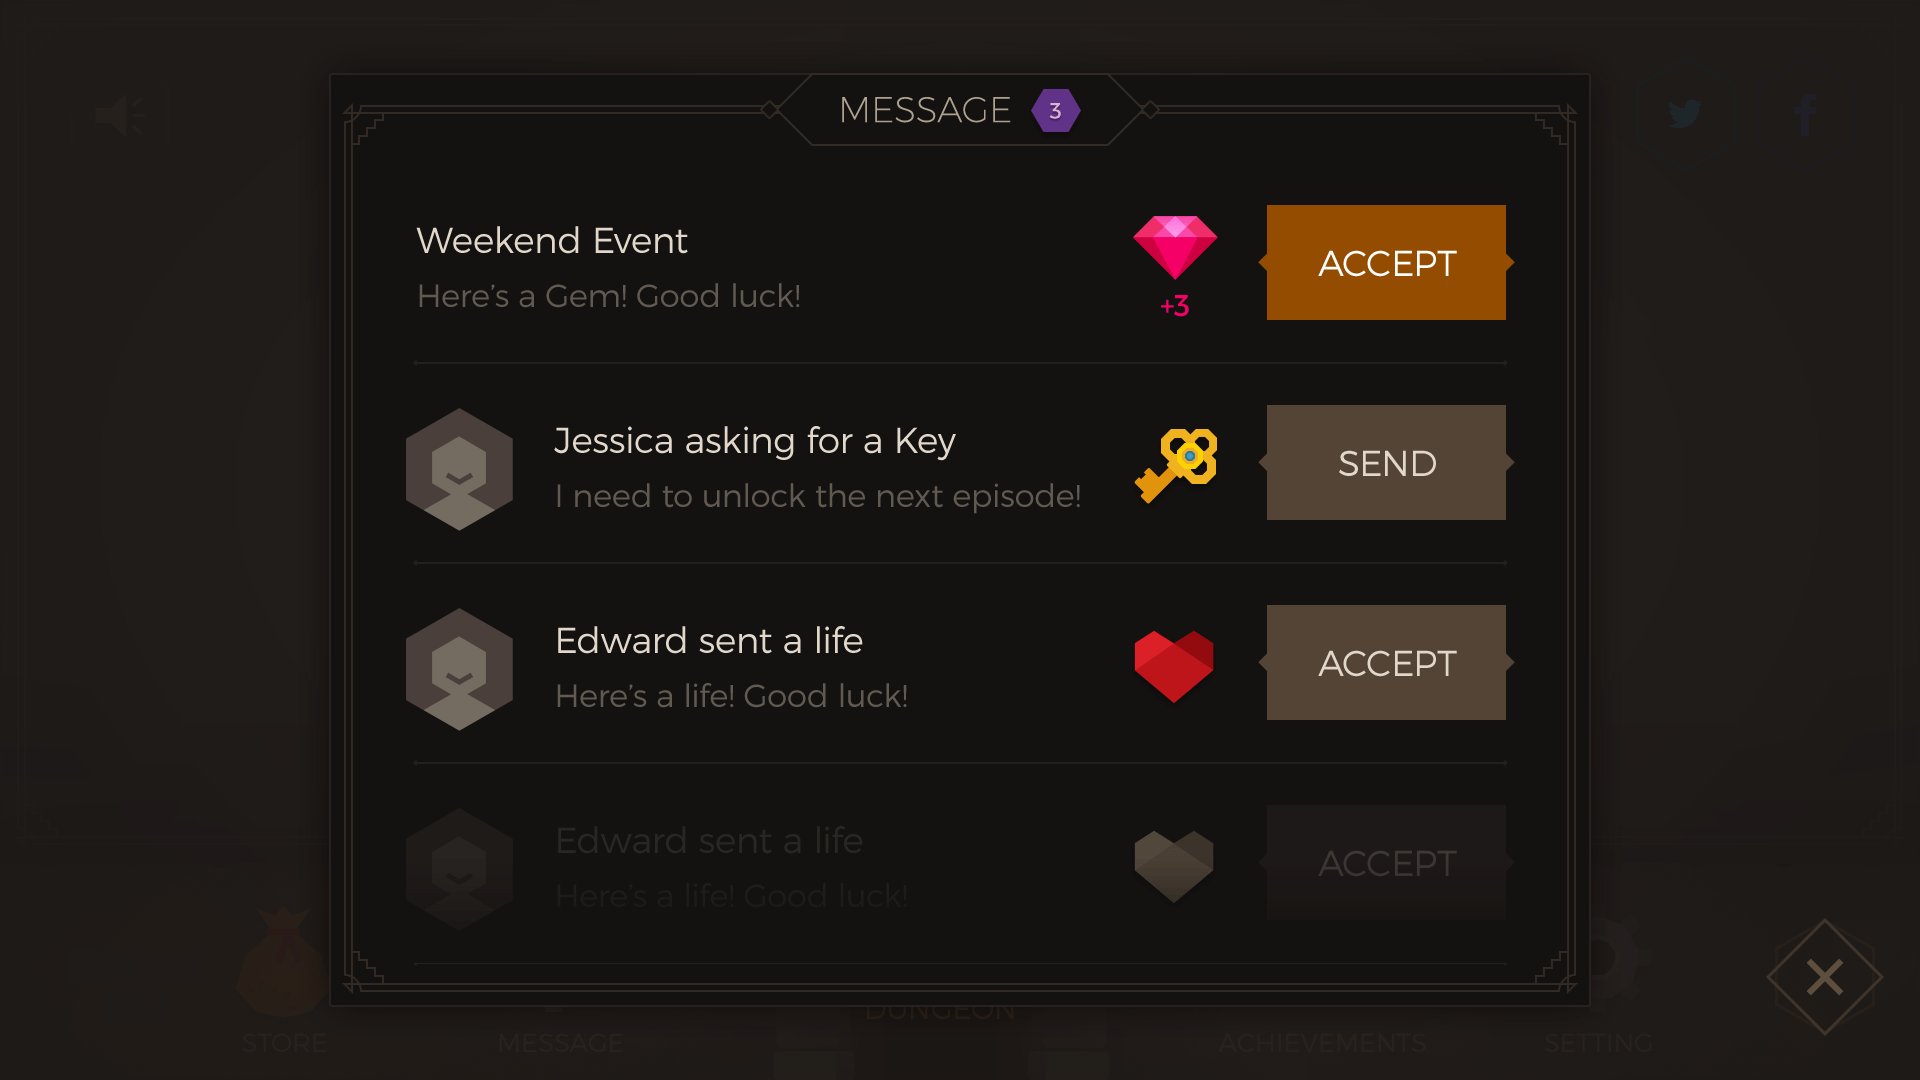 MESSAGE 3
Weekend Event
Here's a Gem! Good luck!
+3
ACCEPT
Jessica asking for a Key
I need to unlock the next episode!
SEND
Edward sent a life
Here's a life! Good luck!
ACCEPT
Edward sent a life
Here's a life! Good luck!
ACCEPT
DUNGEON
STORE
MESSAGE
ACHIEVEMENTS
SETTING